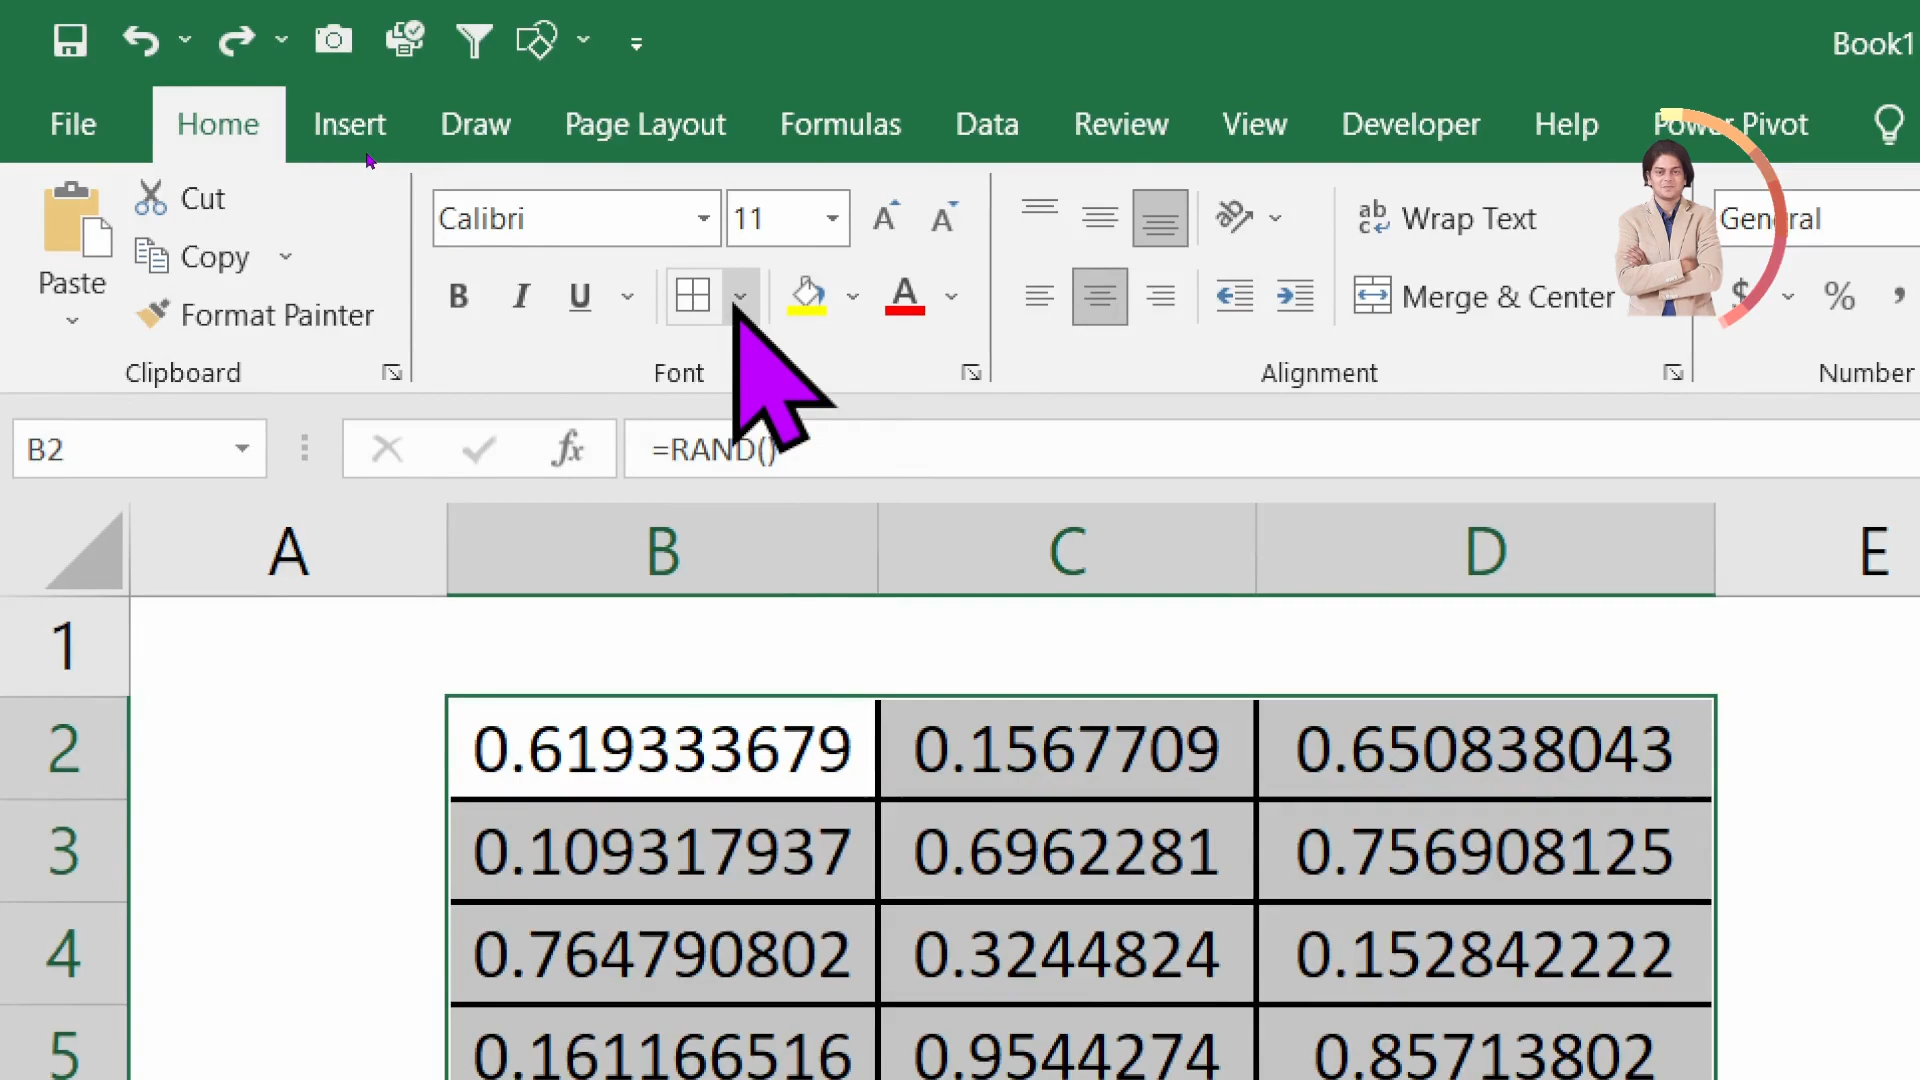 Book1
File Home Insert Draw Page Layout Formulas Data Review View Developer Help Power Pivot
Cut
Copy
Format Painter
Paste
Clipboard
Calibri 11
B I U A
Font
ab Wrap Text
Merge & Center
Alignment
General
$ % ,
Number
B2 fx =RAND()
A B C D E
1
2 0.619333679 0.1567709 0.650838043
3 0.109317937 0.6962281 0.756908125
4 0.764790802 0.3244824 0.152842222
5 0.161166516 0.9544274 0.85713802